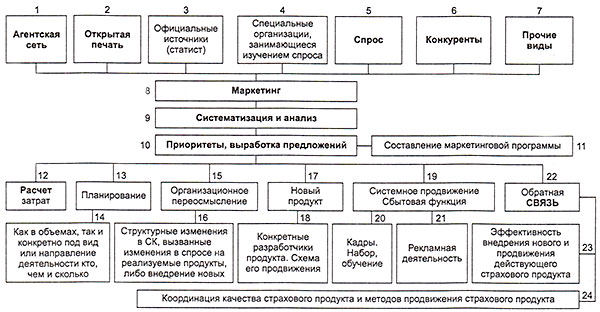 1
2
3
4
5
6
7
Агентская
сеть
Открытая
печать
Официальные
источники
(статист)
Специальные
организации,
занимающиеся
изучением спроса
Спрос
Конкуренты
Прочие
виды
8
Маркетинг
9
Систематизация и анализ
10
Приоритеты, выработка предложений
Составление маркетинговой программы
11
12
13
15
17
19
22
Расчет
затрат
Планирование
Организационное
переосмысление
Новый
продукт
Системное продвижение
Сбытовая функция
Обратная
СВЯЗЬ
14
16
18
20
21
Как в объемах, так и
конкретно под вид
или направление
деятельности кто,
чем и сколько
Структурные изменения
в СК, вызванные
изменения в спросе на
реализуемые продукты,
либо внедрение новых
Конкретные
разработчики
продукта. Схема
его продвижения
Кадры.
Набор,
обучение
Рекламная
деятельность
Эффективность
внедрения нового и
продвижения
действующего
страхового продукта
23
Координация качества страхового продукта и методов продвижения страхового продукта
24